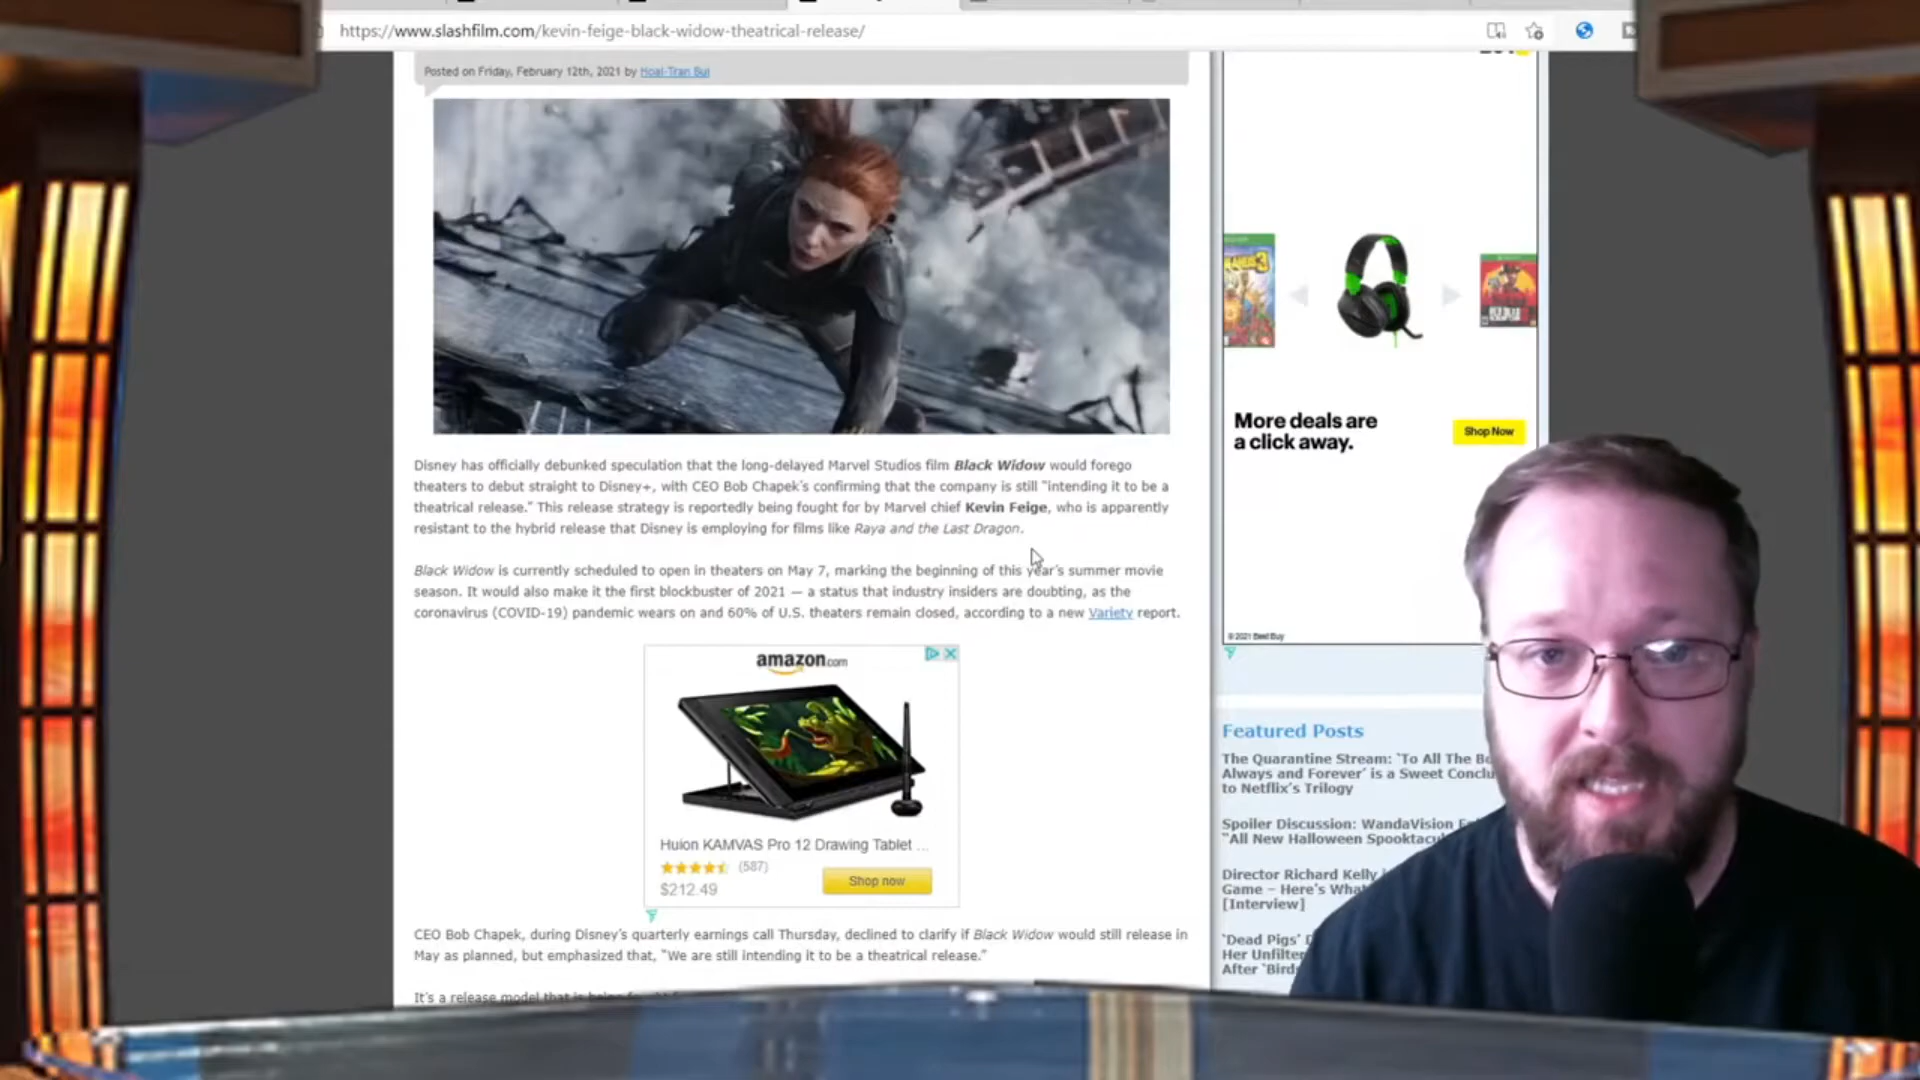 https://www.slashfilm.com/kevin-feige-black-widow-theatrical-release/
Posted on Friday, February 12th, 2021 by Hoai-Tran Bui
Disney has officially debunked speculation that the long-delayed Marvel Studios film Black Widow would forego
theaters to debut straight to Disney+, with CEO Bob Chapek's confirming that the company is still "intending it to be a
theatrical release." This release strategy is reportedly being fought for by Marvel chief Kevin Feige, who is apparently
resistant to the hybrid release that Disney is employing for films like Raya and the Last Dragon.
Black Widow is currently scheduled to open in theaters on May 7, marking the beginning of this year's summer movie
season. It would also make it the first blockbuster of 2021 — a status that industry insiders are doubting, as the
coronavirus (COVID-19) pandemic wears on and 60% of U.S. theaters remain closed, according to a new Variety report.
amazon.com
Huion KAMVAS Pro 12 Drawing Tablet ...
(587)
$212.49
Shop now
CEO Bob Chapek, during Disney's quarterly earnings call Thursday, declined to clarify if Black Widow would still release in
May as planned, but emphasized that, "We are still intending it to be a theatrical release."
It's a release model that is being
More deals are
a click away.
Shop Now
© 2021 Best Buy
Featured Posts
The Quarantine Stream: 'To All The
Always and Forever' is a Sweet
to Netflix's Trilogy
Spoiler Discussion: WandaVision
"All New Halloween
Director Richard Kelly
Game – Here's
[Interview]
'Dead Pigs'
Her
After